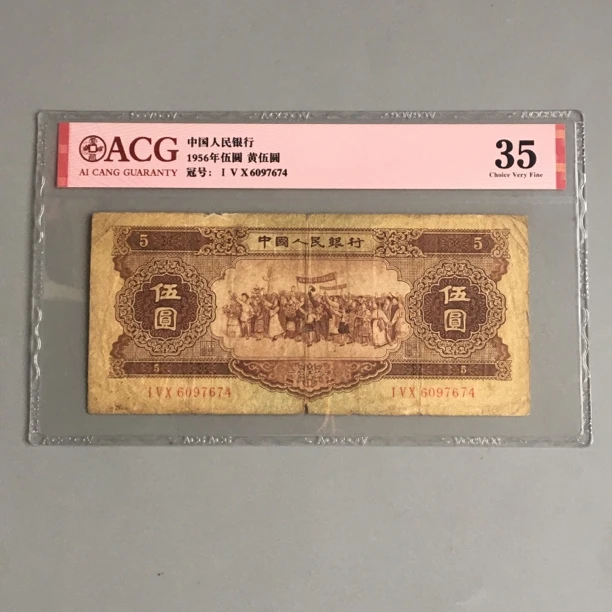 ACG
AI CANG GUARANTY
中国人民银行
1956年伍圆 黄伍圆
冠号: I V X 6097674
35
Choice Very Fine
5
中國人民銀行
5
伍圓
伍圓
5
5
I V X 6097674
I V X 6097674
ACG ACG